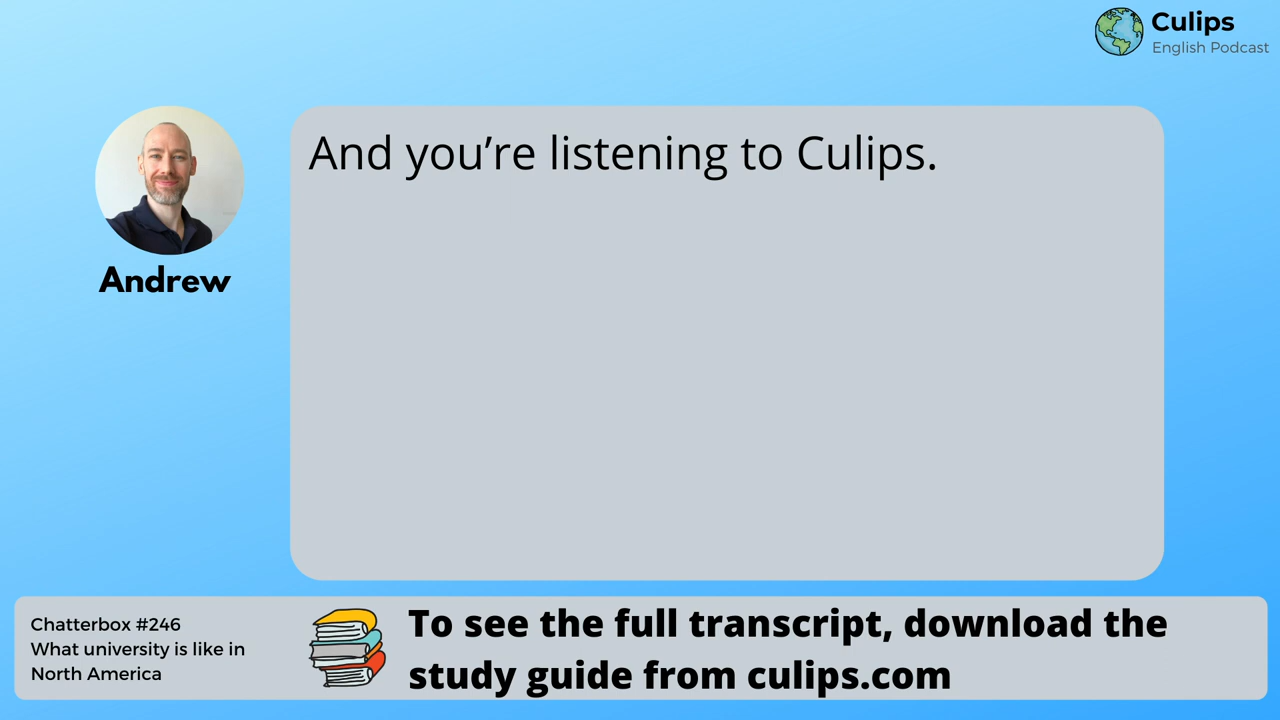 Culips
English Podcast
And you’re listening to Culips.
Andrew
Chatterbox #246
What university is like in
North America
To see the full transcript, download the
study guide from culips.com